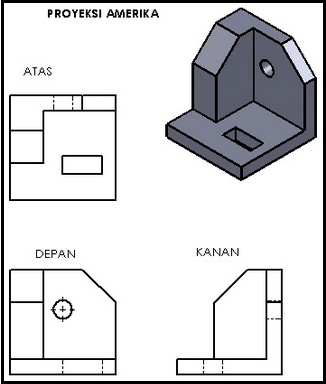 PROYEKSI AMERIKA
ATAS
DEPAN
KANAN